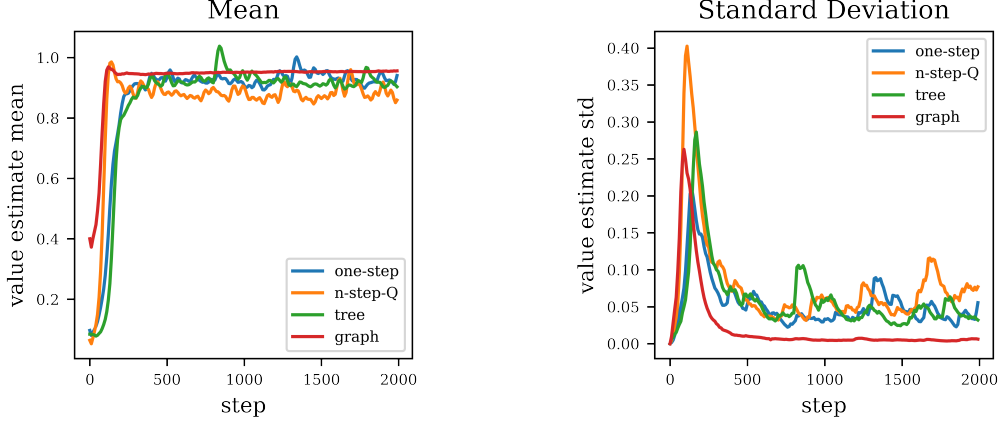 Mean
value estimate mean
1.0
0.8
0.6
0.4
0.2
one-step
n-step-Q
tree
graph
0 500 1000 1500 2000
step
Standard Deviation
value estimate std
0.40
0.35
0.30
0.25
0.20
0.15
0.10
0.05
0.00
one-step
n-step-Q
tree
graph
0 500 1000 1500 2000
step